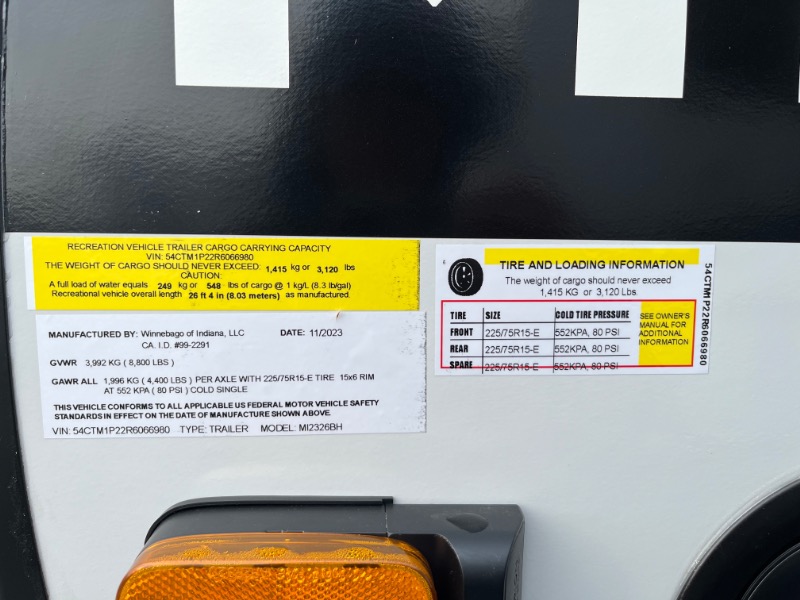 RECREATION VEHICLE TRAILER CARGO CARRYING CAPACITY
VIN: 54CTM1P22R6066980
THE WEIGHT OF CARGO SHOULD NEVER EXCEED: 1,415 kg or 3,120 lbs
CAUTION:
A full load of water equals 249 kg or 548 lbs of cargo @ 1 kg/L (8.3 lb/gal)
Recreational vehicle overall length 26 ft 4 in (8.03 meters) as manufactured.
MANUFACTURED BY: Winnebago of Indiana, LLC DATE: 11/2023
CA. I.D. #99-2291
GVWR 3,992 KG ( 8,800 LBS )
GAWR ALL 1,996 KG ( 4,400 LBS ) PER AXLE WITH 225/75R15-E TIRE 15x6 RIM
AT 552 KPA ( 80 PSI ) COLD SINGLE
THIS VEHICLE CONFORMS TO ALL APPLICABLE US FEDERAL MOTOR VEHICLE SAFETY
STANDARDS IN EFFECT ON THE DATE OF MANUFACTURE SHOWN ABOVE.
VIN: 54CTM1P22R6066980 TYPE: TRAILER MODEL: MI2326BH
TIRE AND LOADING INFORMATION
The weight of cargo should never exceed
1,415 KG or 3,120 Lbs.
TIRE SIZE COLD TIRE PRESSURE
FRONT 225/75R15-E 552KPA, 80 PSI
REAR 225/75R15-E 552KPA, 80 PSI
SPARE 225/75R15-E 552KPA, 80 PSI
SEE OWNER'S
MANUAL FOR
ADDITIONAL
INFORMATION
54CTM1P22R6066980